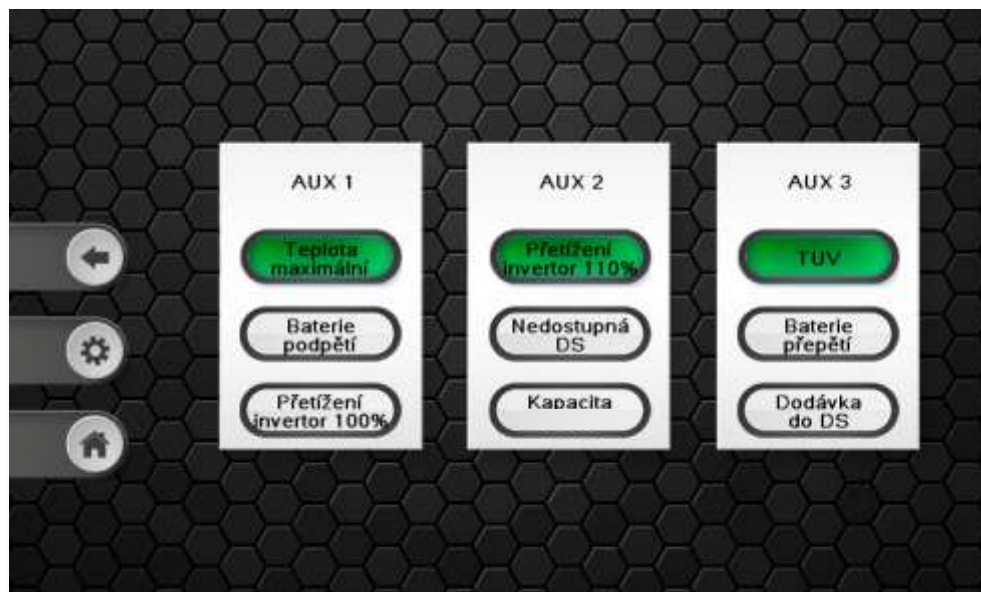 AUX 1
Teplota
maximální
Baterie
podpětí
Přetížení
invertor 100%
AUX 2
Přetížení
invertor 110%
Nedostupná
DS
Kapacita
AUX 3
TUV
Baterie
přepětí
Dodávka
do DS